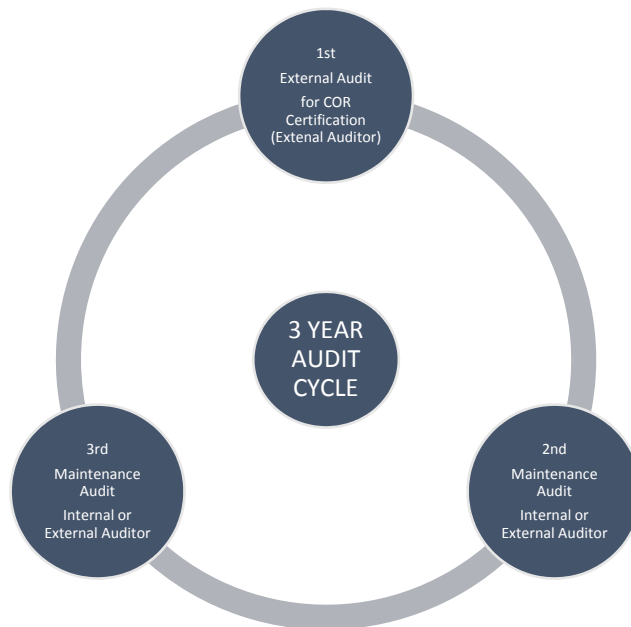 1st
External Audit
for COR
Certification
(Extenal Auditor)
3 YEAR
AUDIT
CYCLE
3rd
Maintenance
Audit
Internal or
External Auditor
2nd
Maintenance
Audit
Internal or
External Auditor